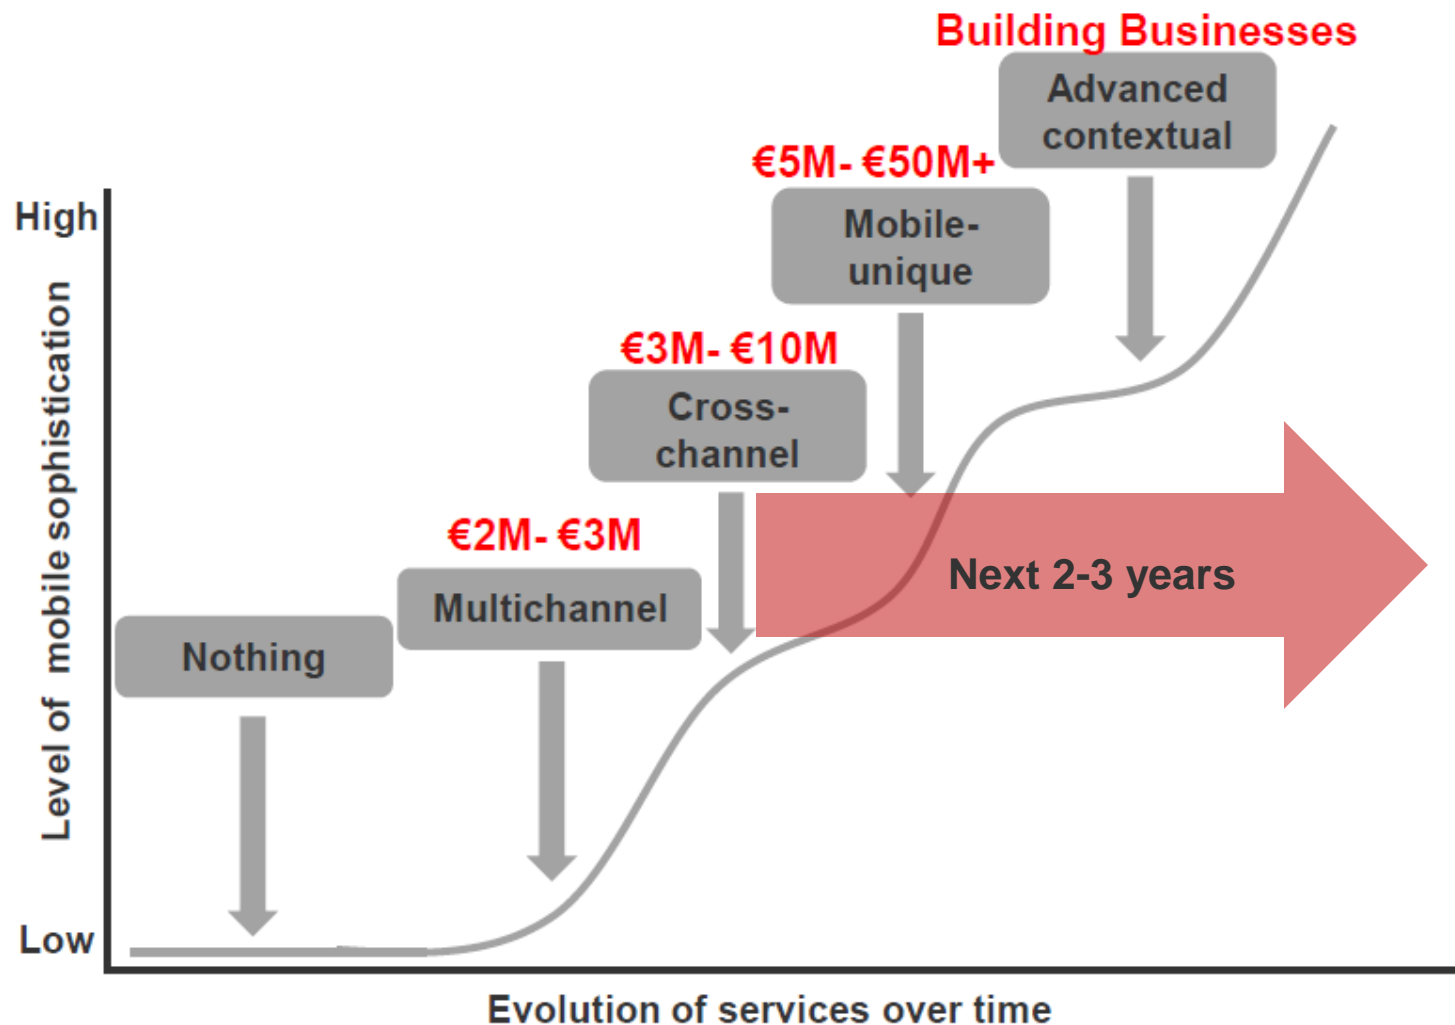 Building Businesses
Advanced
contextual
€5M- €50M+
Mobile-
unique
High
€3M- €10M
Cross-
channel
€2M- €3M
Multichannel
Nothing
Next 2-3 years
Level of mobile sophistication
Low
Evolution of services over time